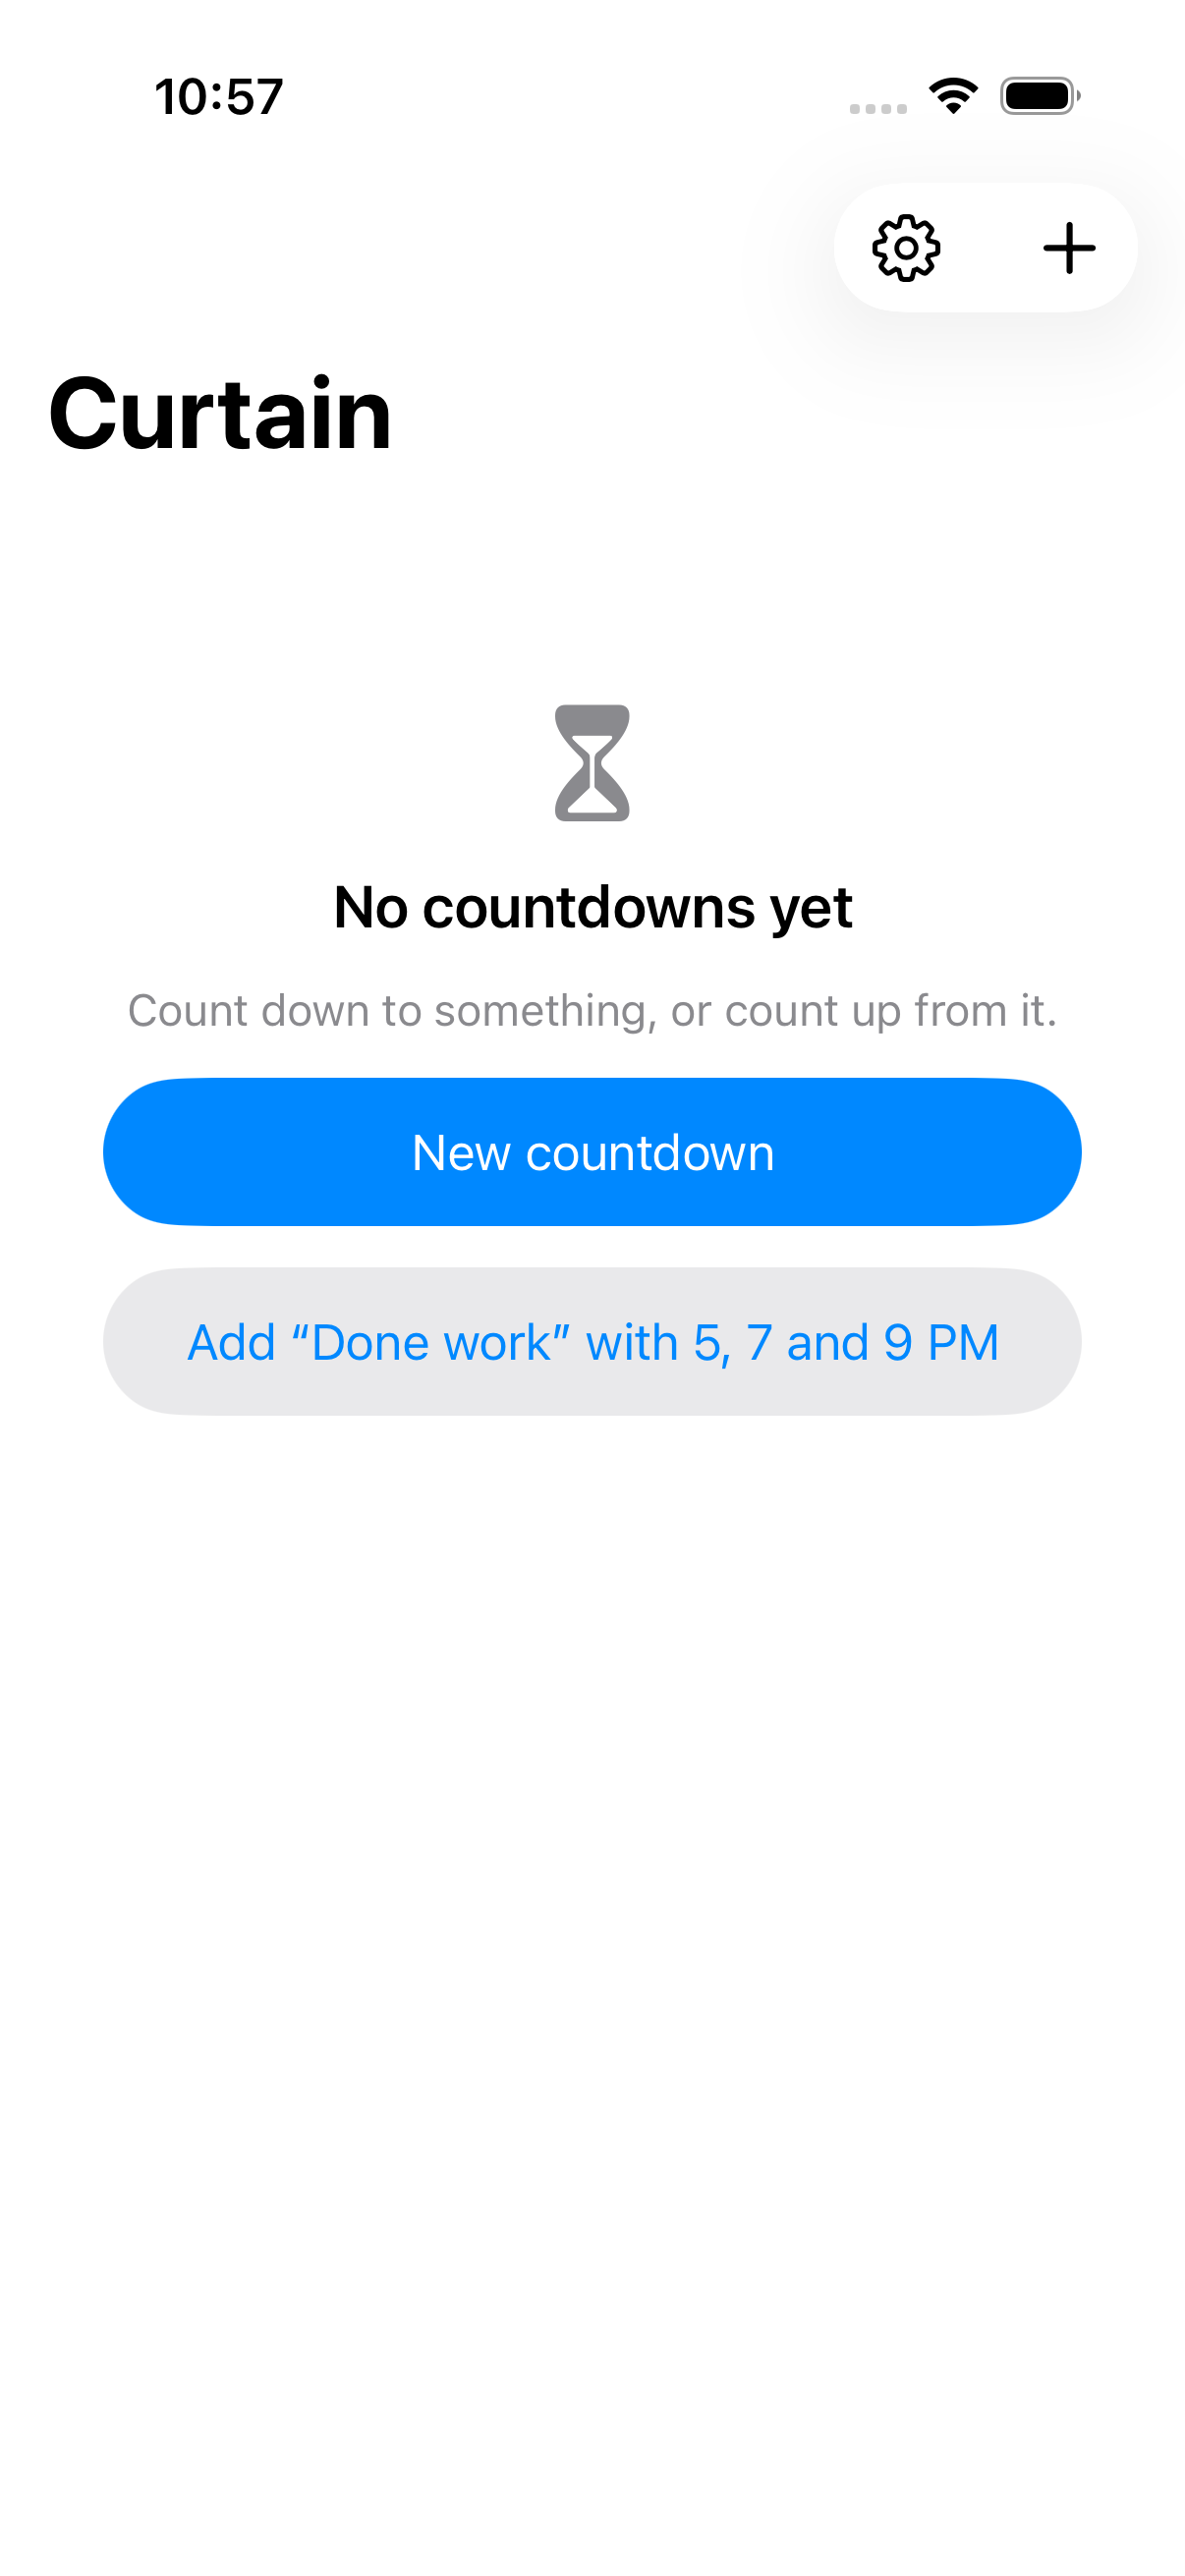 10:57
Curtain
No countdowns yet
Count down to something, or count up from it.
New countdown
Add “Done work” with 5, 7 and 9 PM